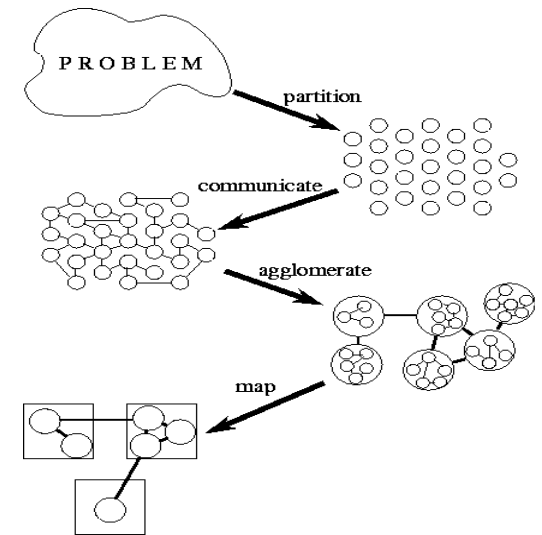 PROBLEM
partition
communicate
agglomerate
map